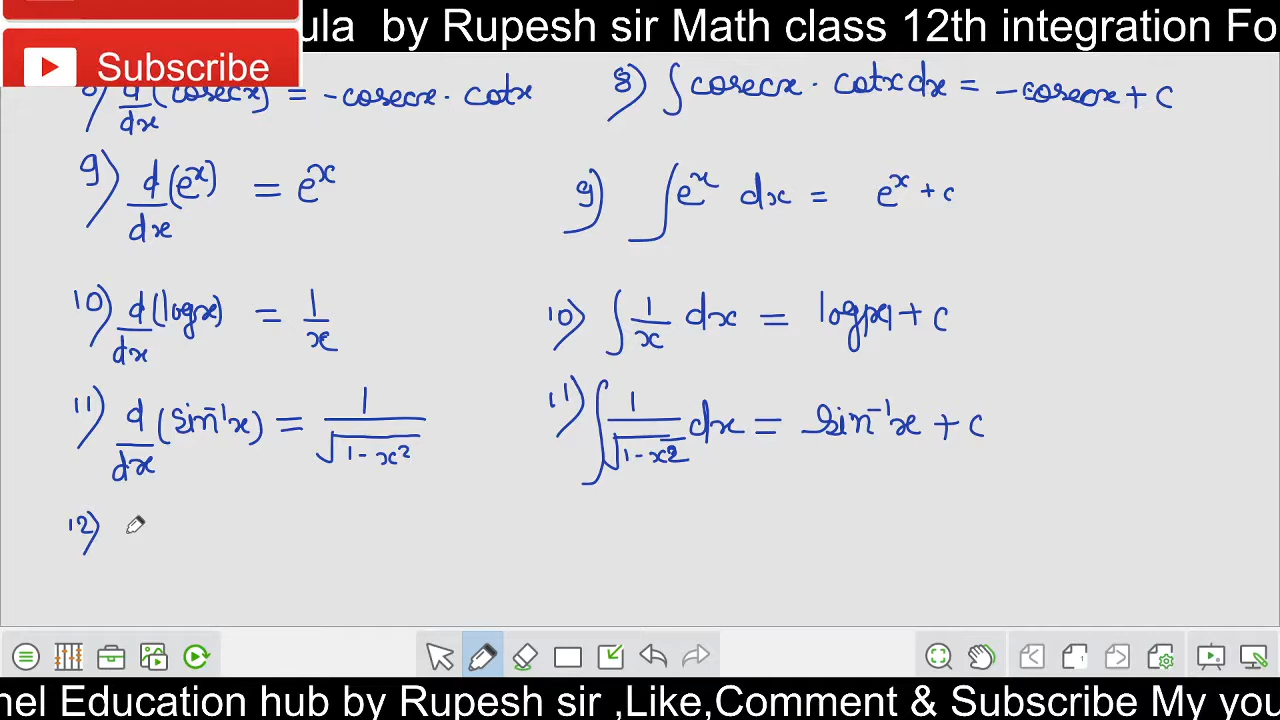 ula by Rupesh sir Math class 12th integration Fo
Subscribe
8) d/dx (cosecx) = -cosecx · cotx
8) ∫ cosecx · cotx dx = -cosecx + c
9) d/dx (e^x) = e^x
9) ∫ e^x dx = e^x + c
10) d/dx (logx) = 1/x
10) ∫ 1/x dx = log|x| + c
11) d/dx (sin⁻¹x) = 1/√(1-x²)
11) ∫ 1/√(1-x²) dx = sin⁻¹x + c
12)
nel Education hub by Rupesh sir ,Like,Comment & Subscribe My you